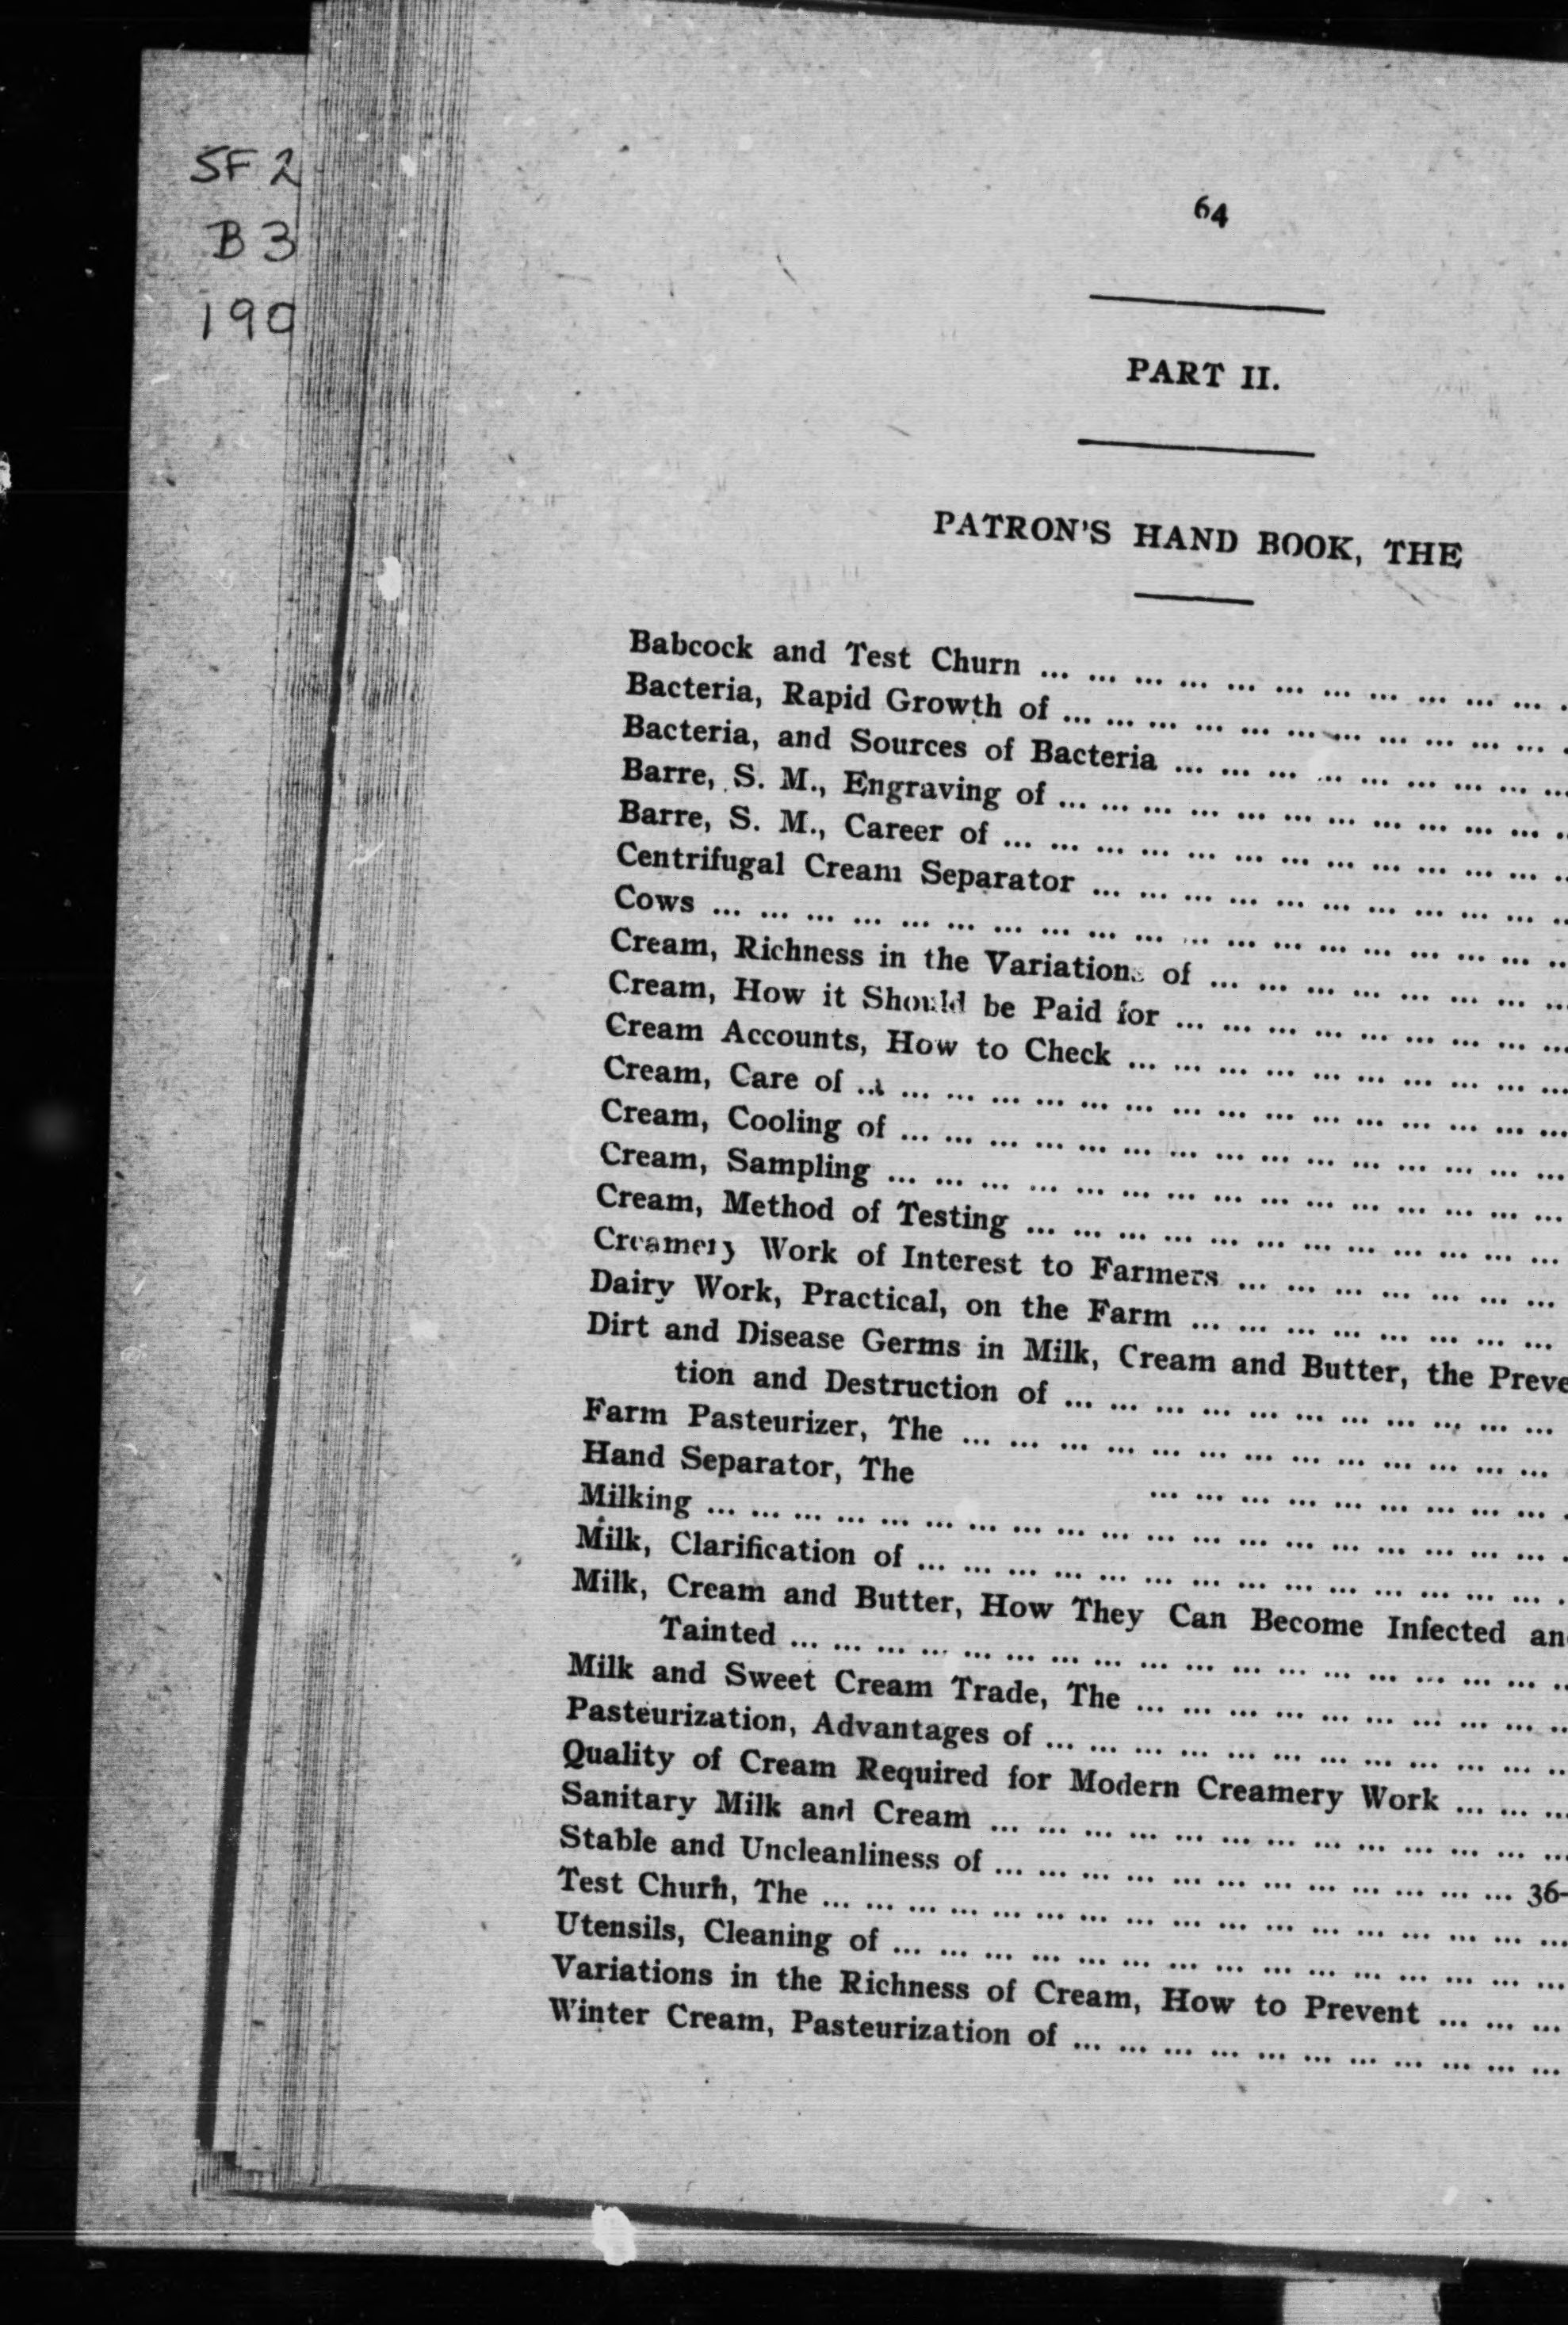 SF 2
B 3
190
64
PART II.
PATRON'S HAND BOOK, THE
Babcock and Test Churn ... ... ... ... ... ... ... ... ... ... ...
Bacteria, Rapid Growth of ... ... ... ... ... ... ... ... ... ... ...
Bacteria, and Sources of Bacteria ... ... ... ... ... ... ... ... ...
Barre, S. M., Engraving of ... ... ... ... ... ... ... ... ... ... ...
Barre, S. M., Career of ... ... ... ... ... ... ... ... ... ... ... ...
Centrifugal Cream Separator ... ... ... ... ... ... ... ... ... ... ...
Cows ... ... ... ... ... ... ... ... ... ... ... ... ... ... ... ... ... ... ...
Cream, Richness in the Variations of ... ... ... ... ... ... ... ...
Cream, How it Should be Paid for ... ... ... ... ... ... ... ... ...
Cream Accounts, How to Check ... ... ... ... ... ... ... ... ... ...
Cream, Care of ... ... ... ... ... ... ... ... ... ... ... ... ... ... ... ...
Cream, Cooling of ... ... ... ... ... ... ... ... ... ... ... ... ... ... ...
Cream, Sampling ... ... ... ... ... ... ... ... ... ... ... ... ... ... ...
Cream, Method of Testing ... ... ... ... ... ... ... ... ... ... ... ...
Creamery Work of Interest to Farmers ... ... ... ... ... ... ...
Dairy Work, Practical, on the Farm ... ... ... ... ... ... ... ...
Dirt and Disease Germs in Milk, Cream and Butter, the Preve
tion and Destruction of ... ... ... ... ... ... ... ... ... ... ...
Farm Pasteurizer, The ... ... ... ... ... ... ... ... ... ... ... ... ...
Hand Separator, The ... ... ... ... ... ... ... ... ...
Milking ... ... ... ... ... ... ... ... ... ... ... ... ... ... ... ... ... ... ...
Milk, Clarification of ... ... ... ... ... ... ... ... ... ... ... ... ... ...
Milk, Cream and Butter, How They Can Become Infected an
Tainted ... ... ... ... ... ... ... ... ... ... ... ... ... ... ... ... ...
Milk and Sweet Cream Trade, The ... ... ... ... ... ... ... ... ...
Pasteurization, Advantages of ... ... ... ... ... ... ... ... ... ... ...
Quality of Cream Required for Modern Creamery Work ... ... ...
Sanitary Milk and Cream ... ... ... ... ... ... ... ... ... ... ... ... ...
Stable and Uncleanliness of ... ... ... ... ... ... ... ... ... ... ... ... 36-
Test Churn, The ... ... ... ... ... ... ... ... ... ... ... ... ... ... ... ... ...
Utensils, Cleaning of ... ... ... ... ... ... ... ... ... ... ... ... ... ... ...
Variations in the Richness of Cream, How to Prevent ... ... ...
Winter Cream, Pasteurization of ... ... ... ... ... ... ... ... ... ... ...